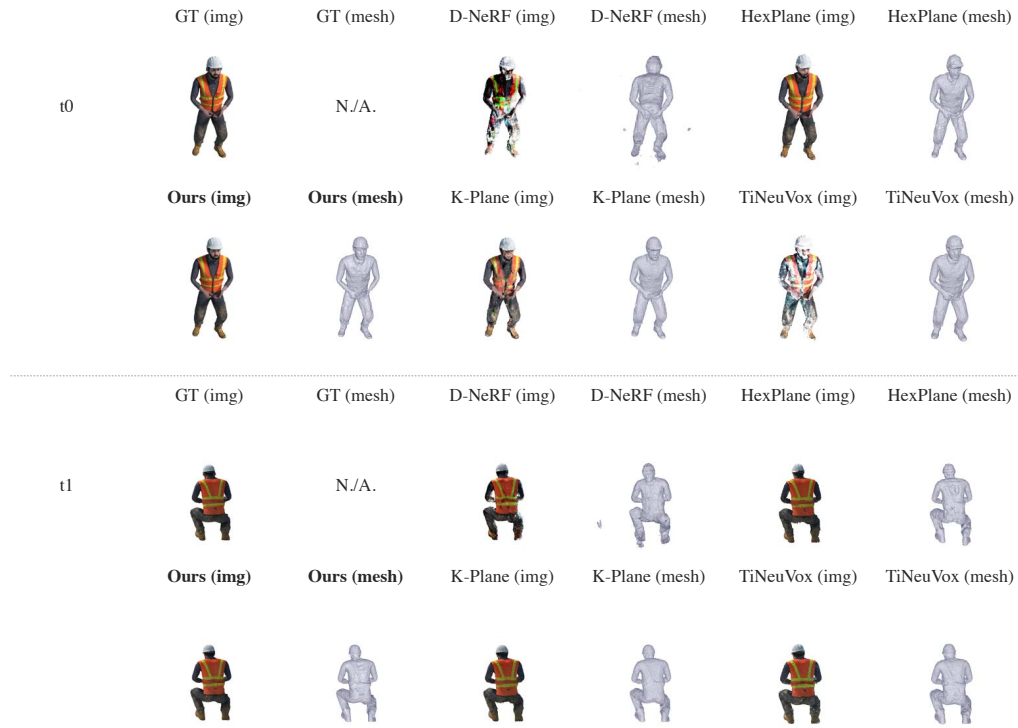 GT (img) GT (mesh) D-NeRF (img) D-NeRF (mesh) HexPlane (img) HexPlane (mesh)
t0 N./A.
Ours (img) Ours (mesh) K-Plane (img) K-Plane (mesh) TiNeuVox (img) TiNeuVox (mesh)
GT (img) GT (mesh) D-NeRF (img) D-NeRF (mesh) HexPlane (img) HexPlane (mesh)
t1 N./A.
Ours (img) Ours (mesh) K-Plane (img) K-Plane (mesh) TiNeuVox (img) TiNeuVox (mesh)